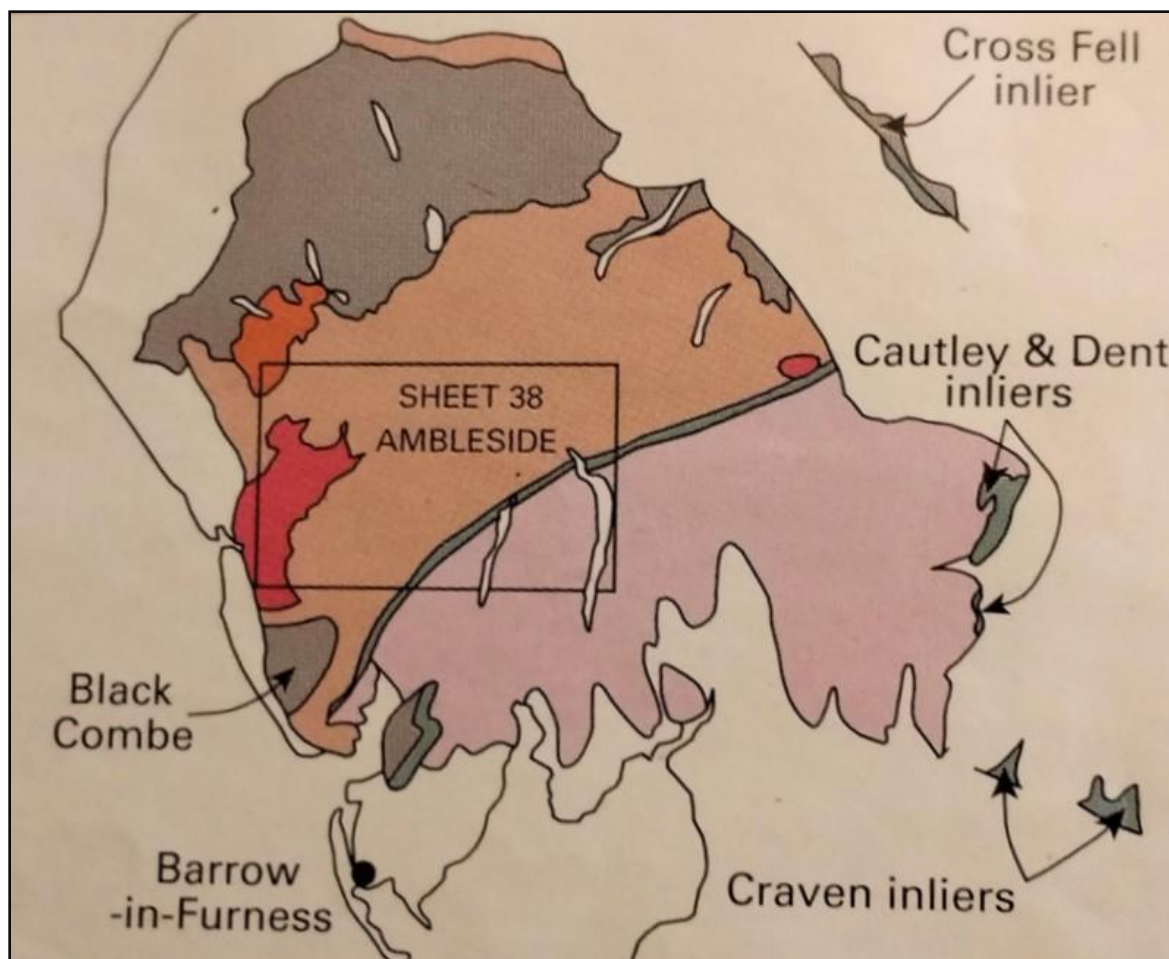 Cross Fell
inlier
Cautley & Dent
inliers
SHEET 38
AMBLESIDE
Black
Combe
Barrow
-in-Furness
Craven inliers